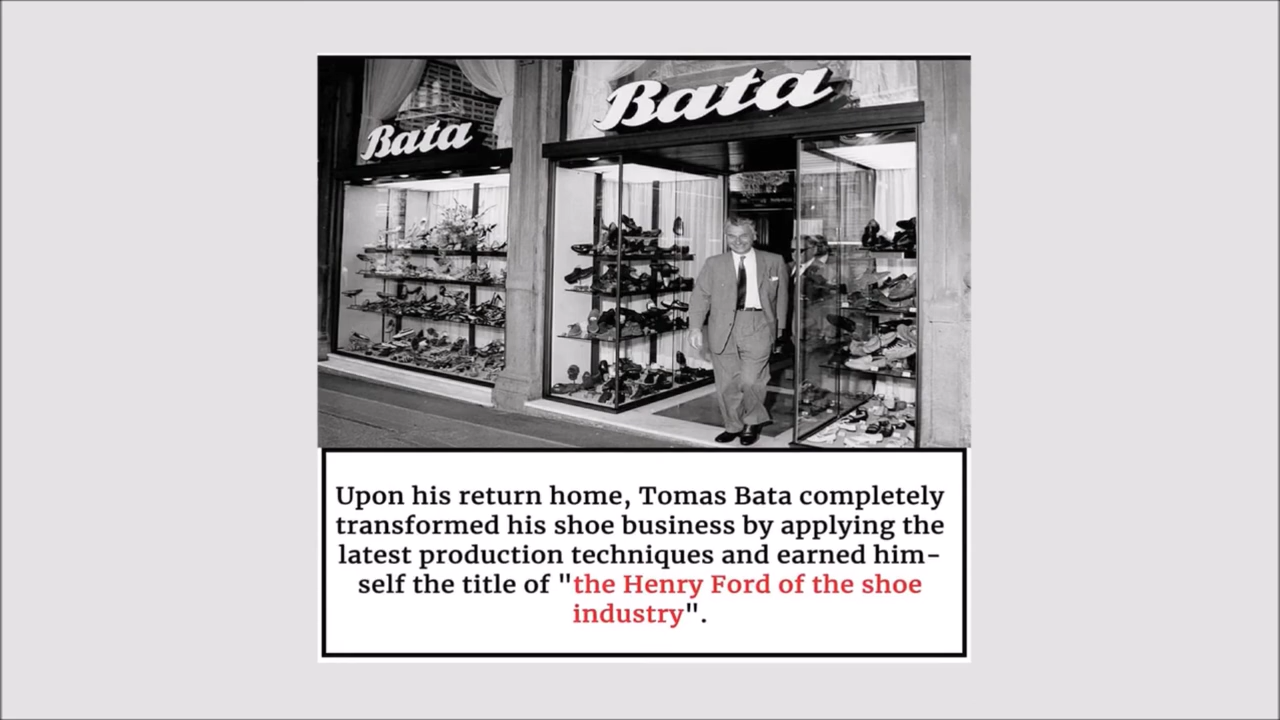 Bata
Bata
Upon his return home, Tomas Bata completely
transformed his shoe business by applying the
latest production techniques and earned him-
self the title of "the Henry Ford of the shoe
industry".